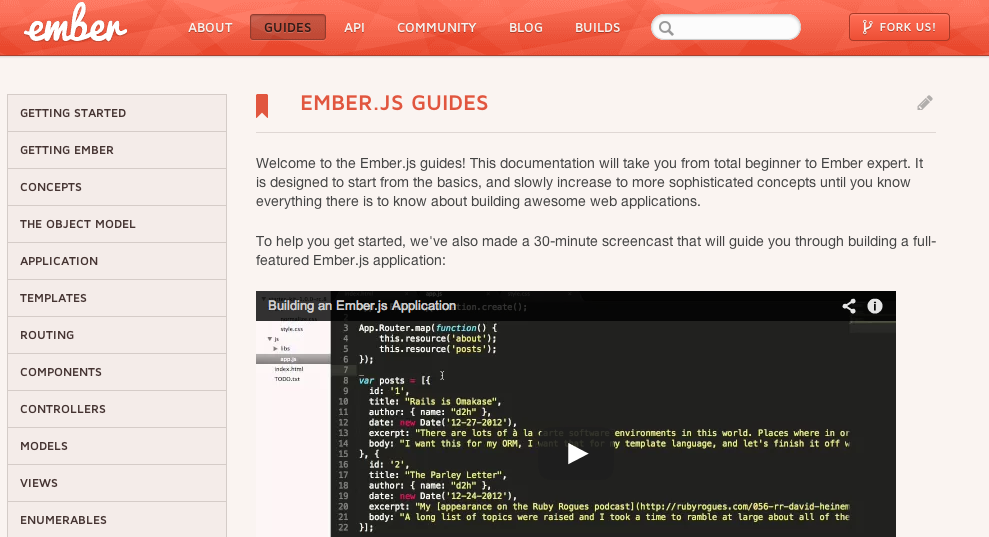 ember
ABOUT GUIDES API COMMUNITY BLOG BUILDS FORK US!
GETTING STARTED
GETTING EMBER
CONCEPTS
THE OBJECT MODEL
APPLICATION
TEMPLATES
ROUTING
COMPONENTS
CONTROLLERS
MODELS
VIEWS
ENUMERABLES
EMBER.JS GUIDES
Welcome to the Ember.js guides! This documentation will take you from total beginner to Ember expert. It
is designed to start from the basics, and slowly increase to more sophisticated concepts until you know
everything there is to know about building awesome web applications.
To help you get started, we've also made a 30-minute screencast that will guide you through building a full-
featured Ember.js application:
Building an Ember.js Application
style.css
js
libs
app.js
index.html
TODO.txt
3 App.Router.map(function() {
4 this.resource('about');
5 this.resource('posts');
6 });
7
8 var posts = [{
9 id: '1',
10 title: "Rails is Omakase",
11 author: { name: "d2h" },
12 date: new Date('12-27-2012'),
13 excerpt: "There are lots of à la carte software environments in this world. Places where in or
14 body: "I want this for my ORM, I want that for my template language, and let's finish it off w
15 }, {
16 id: '2',
17 title: "The Parley Letter",
18 author: { name: "d2h" },
19 date: new Date('12-24-2012'),
20 excerpt: "My [appearance on the Ruby Rogues podcast](http://rubyrogues.com/056-rr-david-heinem
21 body: "A long list of topics were raised and I took a time to ramble at large about all of the
22 }];